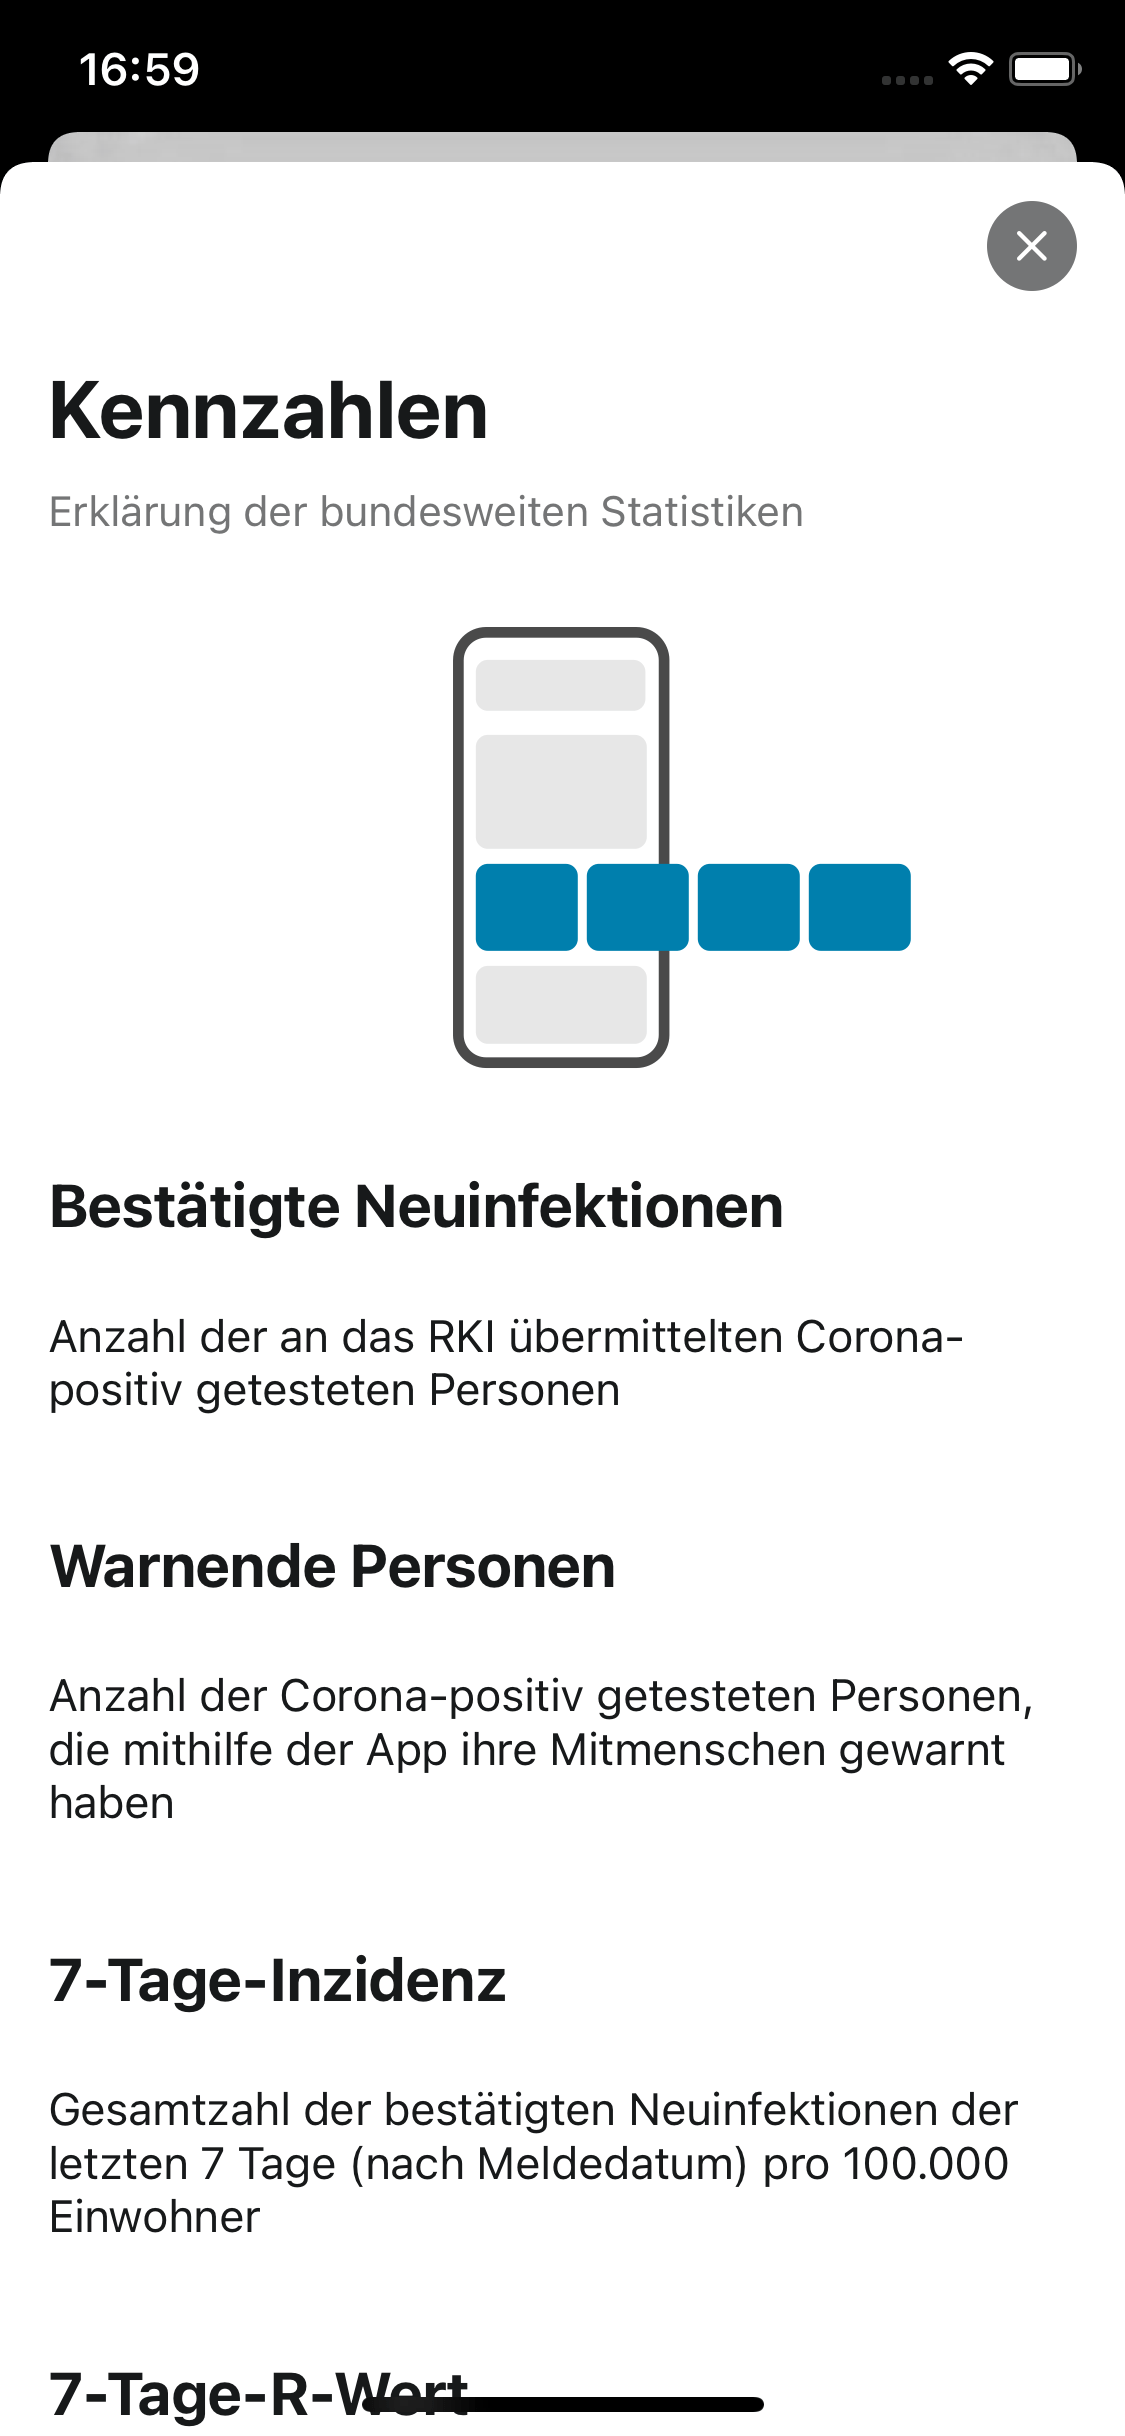 16:59
Kennzahlen
Erklärung der bundesweiten Statistiken
Bestätigte Neuinfektionen
Anzahl der an das RKI übermittelten Corona-
positiv getesteten Personen
Warnende Personen
Anzahl der Corona-positiv getesteten Personen,
die mithilfe der App ihre Mitmenschen gewarnt
haben
7-Tage-Inzidenz
Gesamtzahl der bestätigten Neuinfektionen der
letzten 7 Tage (nach Meldedatum) pro 100.000
Einwohner
7-Tage-R-Wert